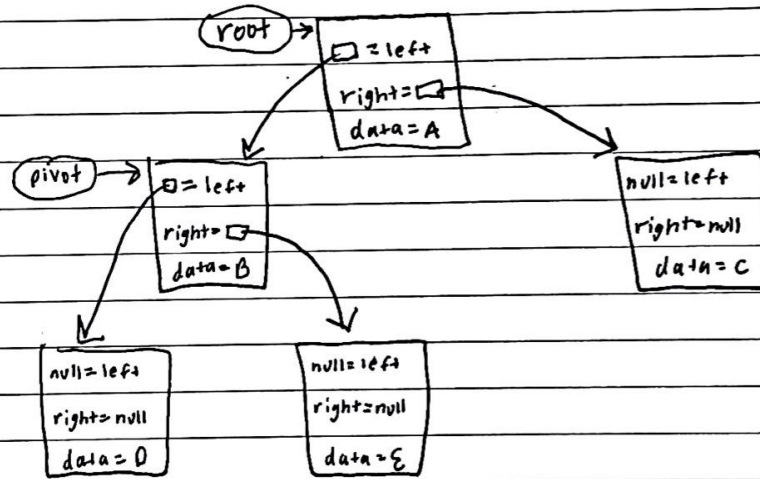 root
= left
right =
data = A
pivot
= left
right =
data = B
null = left
right = null
data = C
null = left
right = null
data = D
null = left
right = null
data = E